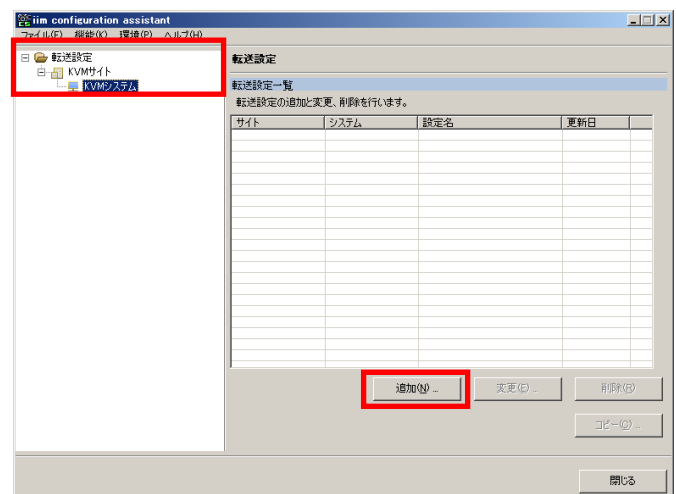 iim configuration assistant
ファイル(F) 機能(K) 環境(P) ヘルプ(H)
転送設定
KVMサイト
KVMシステム
転送設定
転送設定一覧
転送設定の追加と変更、削除を行います。
サイト システム 設定名 更新日
追加(N) ... 変更(E) ... 削除(R)
コピー(C) ...
閉じる